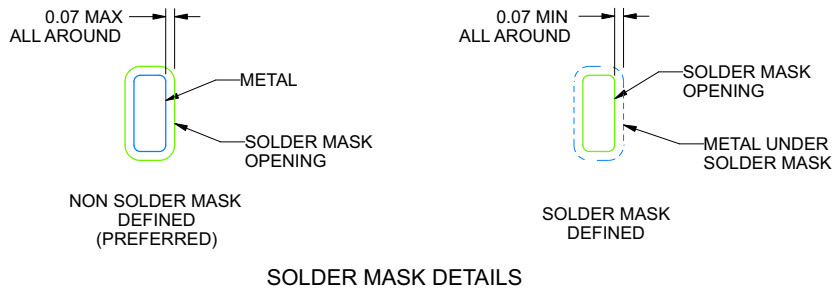 0.07 MAX
ALL AROUND
METAL
SOLDER MASK
OPENING
NON SOLDER MASK
DEFINED
(PREFERRED)
0.07 MIN
ALL AROUND
SOLDER MASK
OPENING
METAL UNDER
SOLDER MASK
SOLDER MASK
DEFINED
SOLDER MASK DETAILS